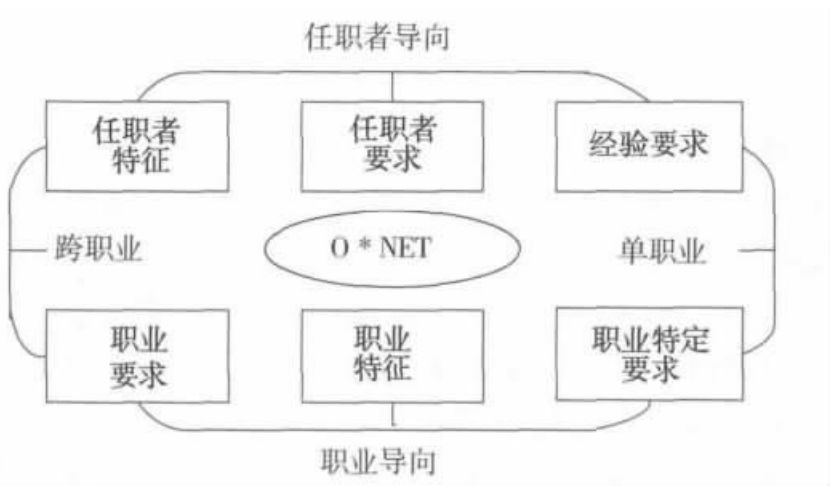 任职者导向
任职者
特征
任职者
要求
经验要求
跨职业
O * NET
单职业
职业
要求
职业
特征
职业特定
要求
职业导向